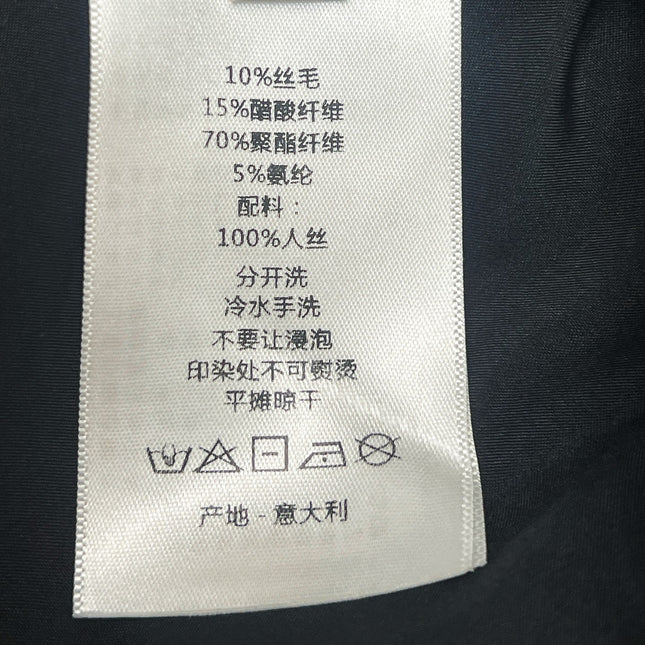 10%丝毛
15%醋酸纤维
70%聚酯纤维
5%氨纶
配料：
100%人丝
分开洗
冷水手洗
不要让浸泡
印染处不可熨烫
平摊晾干
产地 - 意大利